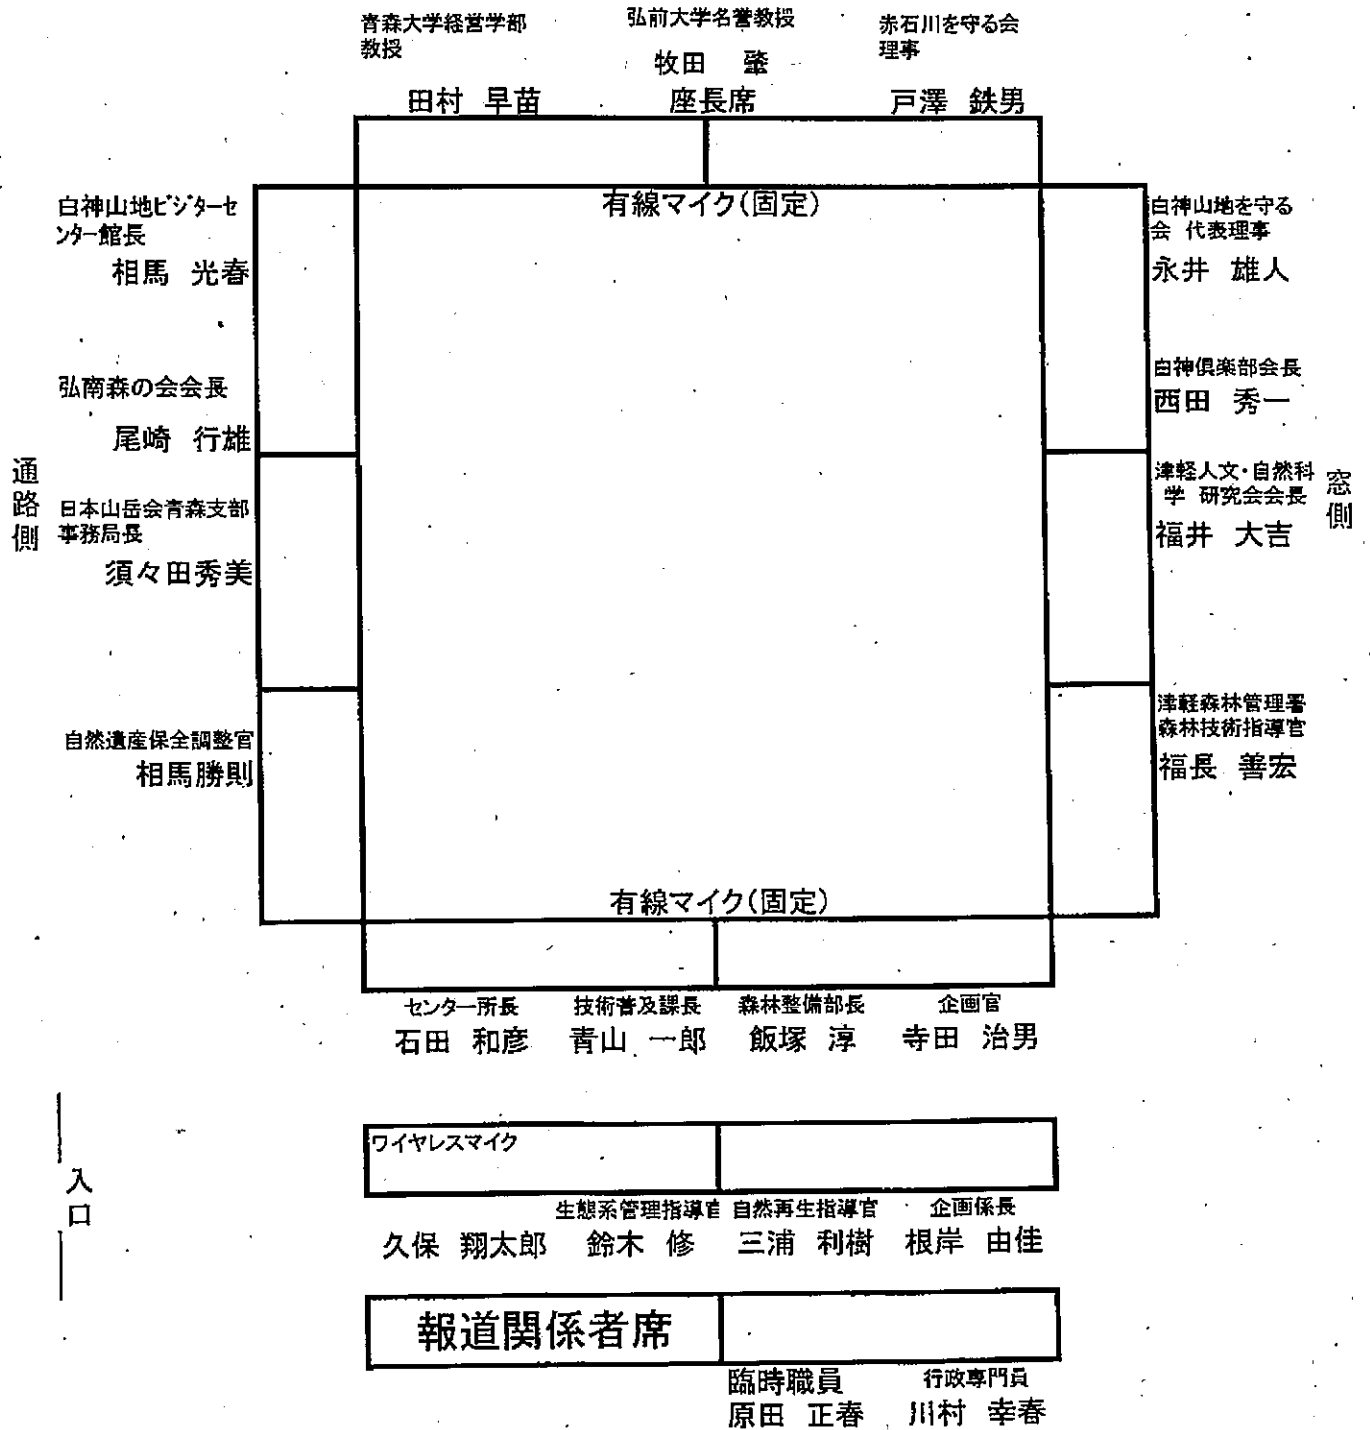 青森大学経営学部
教授
田村 早苗
弘前大学名誉教授
牧田 肇
座長席
赤石川を守る会
理事
戸澤 鉄男
有線マイク(固定)
白神山地ビジターセ
ンター館長
相馬 光春
弘南森の会会長
尾崎 行雄
通路側
日本山岳会青森支部
事務局長
須々田秀美
自然遺産保全調整官
相馬勝則
白神山地を守る
会 代表理事
永井 雄人
白神倶楽部会長
西田 秀一
津軽人文・自然科
学 研究会会長
福井 大吉
窓側
津軽森林管理署
森林技術指導官
福長 善宏
有線マイク(固定)
センター所長
石田 和彦
技術普及課長
青山 一郎
森林整備部長
飯塚 淳
企画官
寺田 治男
入口
ワイヤレスマイク
久保 翔太郎
生態系管理指導官
鈴木 修
自然再生指導官
三浦 利樹
企画係長
根岸 由佳
報道関係者席
臨時職員
原田 正春
行政専門員
川村 幸春